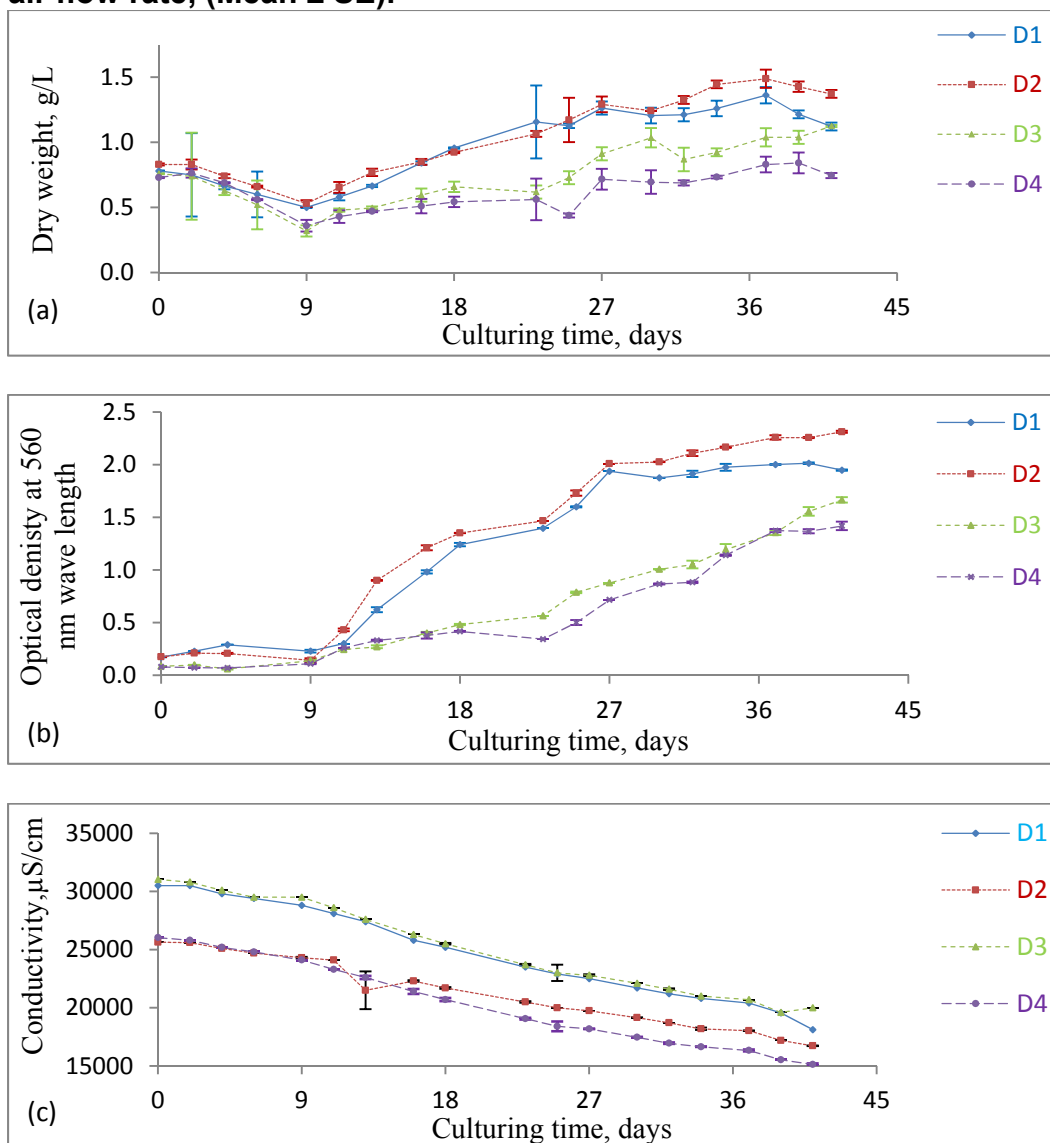 air flow rate, (Mean ± SE).
1.5
1.0
0.5
0.0
Dry weight, g/L
0 9 18 27 36 45
Culturing time, days
(a)
D1
D2
D3
D4
2.5
2.0
1.5
1.0
0.5
0.0
Optical denisty at 560
nm wave length
0 9 18 27 36 45
Culturing time, days
(b)
D1
D2
D3
D4
35000
30000
25000
20000
15000
Conductivity,µS/cm
0 9 18 27 36 45
Culturing time, days
(c)
D1
D2
D3
D4